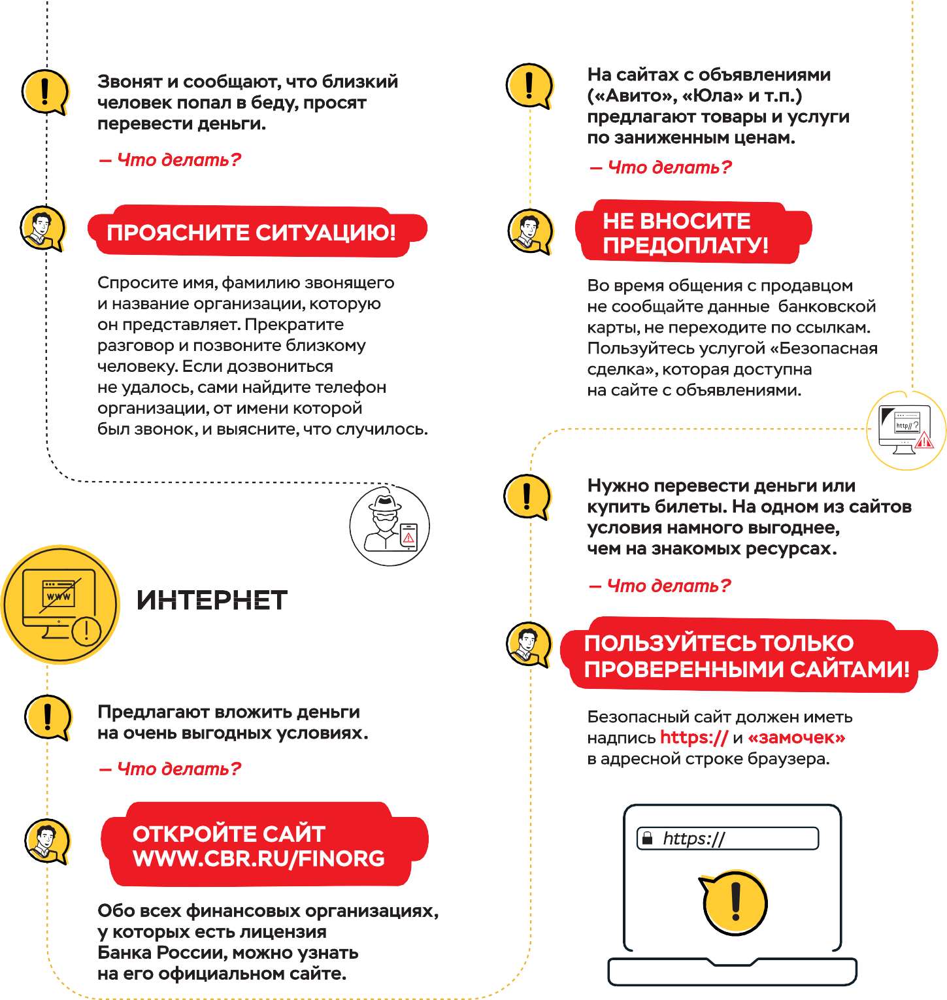 Звонят и сообщают, что близкий
человек попал в беду, просят
перевести деньги.
— Что делать?
ПРОЯСНИТЕ СИТУАЦИЮ!
Спросите имя, фамилию звонящего
и название организации, которую
он представляет. Прекратите
разговор и позвоните близкому
человеку. Если дозвониться
не удалось, сами найдите телефон
организации, от имени которой
был звонок, и выясните, что случилось.
WWW
ИНТЕРНЕТ
Предлагают вложить деньги
на очень выгодных условиях.
— Что делать?
ОТКРОЙТЕ САЙТ
WWW.CBR.RU/FINORG
Обо всех финансовых организациях,
у которых есть лицензия
Банка России, можно узнать
на его официальном сайте.
На сайтах с объявлениями
(«Авито», «Юла» и т.п.)
предлагают товары и услуги
по заниженным ценам.
— Что делать?
НЕ ВНОСИТЕ
ПРЕДОПЛАТУ!
Во время общения с продавцом
не сообщайте данные банковской
карты, не переходите по ссылкам.
Пользуйтесь услугой «Безопасная
сделка», которая доступна
на сайте с объявлениями.
http// ?
Нужно перевести деньги или
купить билеты. На одном из сайтов
условия намного выгоднее,
чем на знакомых ресурсах.
— Что делать?
ПОЛЬЗУЙТЕСЬ ТОЛЬКО
ПРОВЕРЕННЫМИ САЙТАМИ!
Безопасный сайт должен иметь
надпись https:// и «замочек»
в адресной строке браузера.
https://